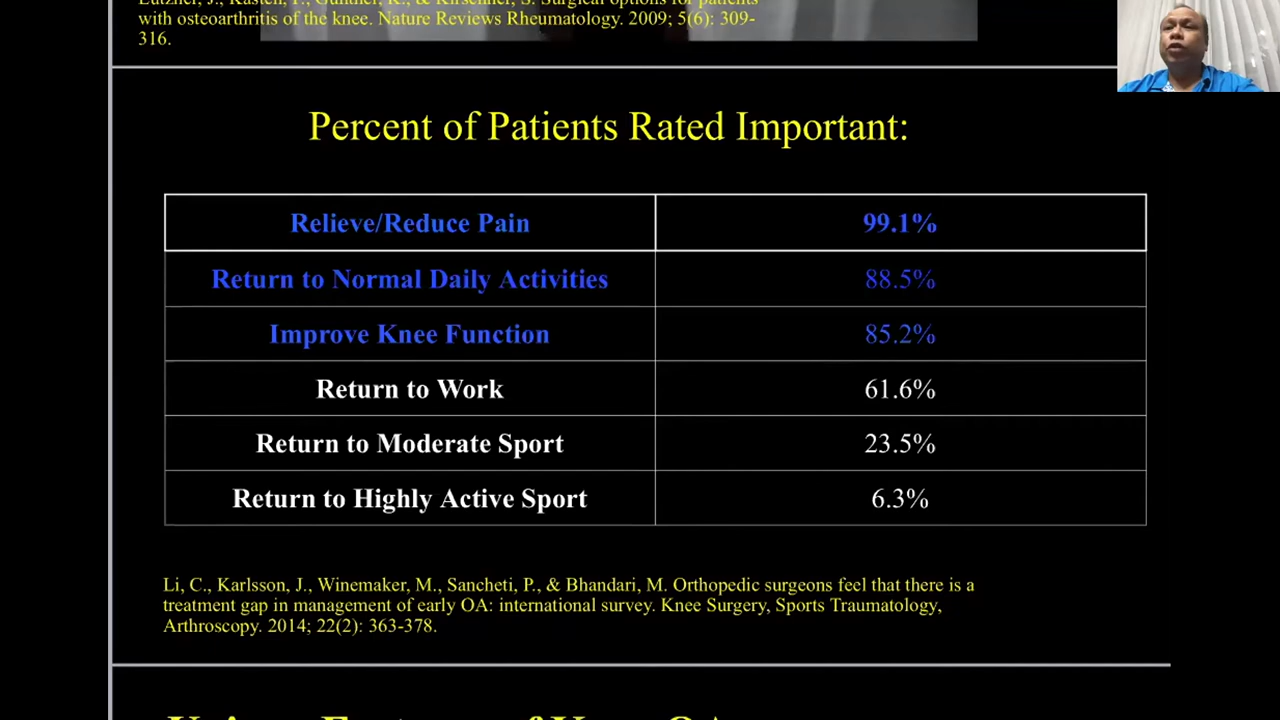 with osteoarthritis of the knee. Nature Reviews Rheumatology. 2009; 5(6): 309-
316.
Percent of Patients Rated Important:
Relieve/Reduce Pain 99.1%
Return to Normal Daily Activities 88.5%
Improve Knee Function 85.2%
Return to Work 61.6%
Return to Moderate Sport 23.5%
Return to Highly Active Sport 6.3%
Li, C., Karlsson, J., Winemaker, M., Sancheti, P., & Bhandari, M. Orthopedic surgeons feel that there is a
treatment gap in management of early OA: international survey. Knee Surgery, Sports Traumatology,
Arthroscopy. 2014; 22(2): 363-378.